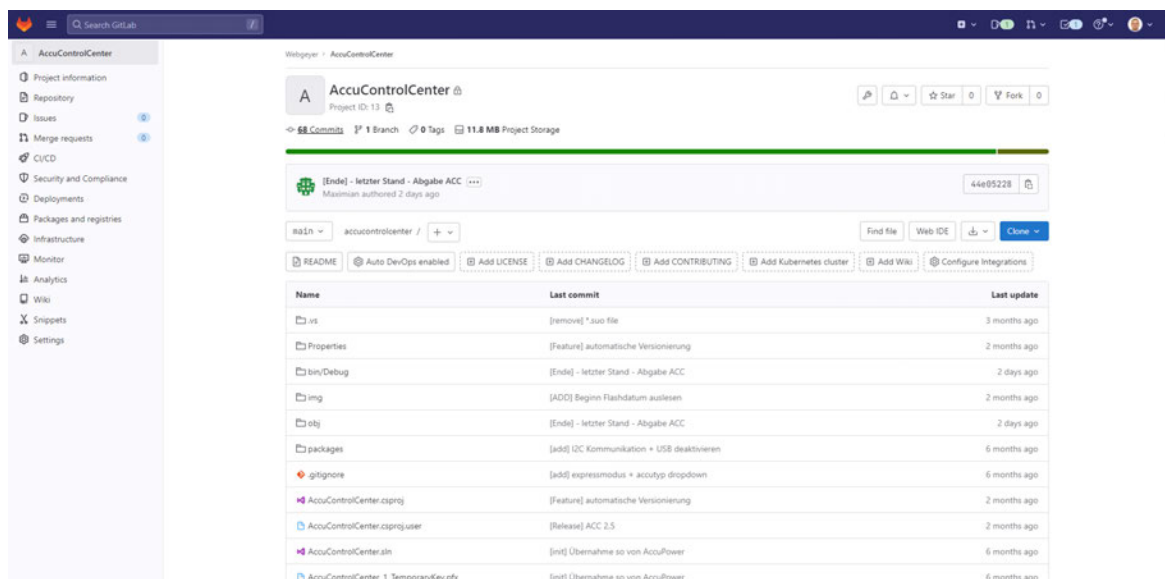 Search GitLab /
A AccuControlCenter
Project information
Repository
Issues 0
Merge requests 0
CI/CD
Security and Compliance
Deployments
Packages and registries
Infrastructure
Monitor
Analytics
Wiki
Snippets
Settings
Webgeyer > AccuControlCenter
A AccuControlCenter
Project ID: 13
Star 0 Fork 0
68 Commits 1 Branch 0 Tags 11.8 MB Project Storage
[Ende] - letzter Stand - Abgabe ACC
Maximian authored 2 days ago
44e05228
main accucontrolcenter / +
Find file Web IDE Clone
README Auto DevOps enabled Add LICENSE Add CHANGELOG Add CONTRIBUTING Add Kubernetes cluster Add Wiki Configure Integrations
Name Last commit Last update
.vs [remove] *.suo file 3 months ago
Properties [Feature] automatische Versionierung 2 months ago
bin/Debug [Ende] - letzter Stand - Abgabe ACC 2 days ago
img [ADD] Beginn Flashdatum auslesen 2 months ago
obj [Ende] - letzter Stand - Abgabe ACC 2 days ago
packages [add] I2C Kommunikation + USB deaktivieren 6 months ago
.gitignore [add] expressmodus + accutyp dropdown 6 months ago
AccuControlCenter.csproj [Feature] automatische Versionierung 2 months ago
AccuControlCenter.csproj.user [Release] ACC 2.5 2 months ago
AccuControlCenter.sln [init] Übernahme so von AccuPower 6 months ago
AccuControlCenter_1_TemporaryKey.pfx [init] Übernahme so von AccuPower 6 months ago